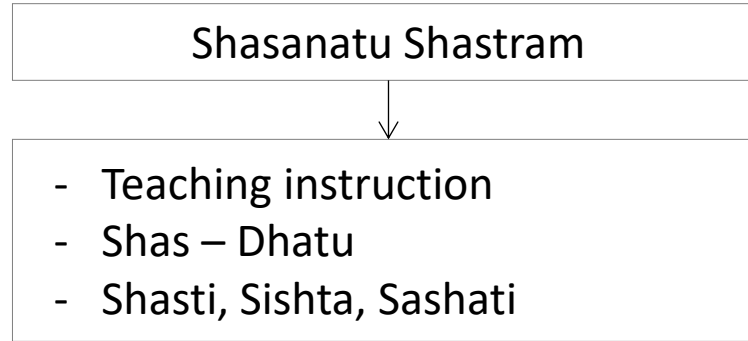 Shasanatu Shastram
- Teaching instruction
- Shas – Dhatu
- Shasti, Sishta, Sashati